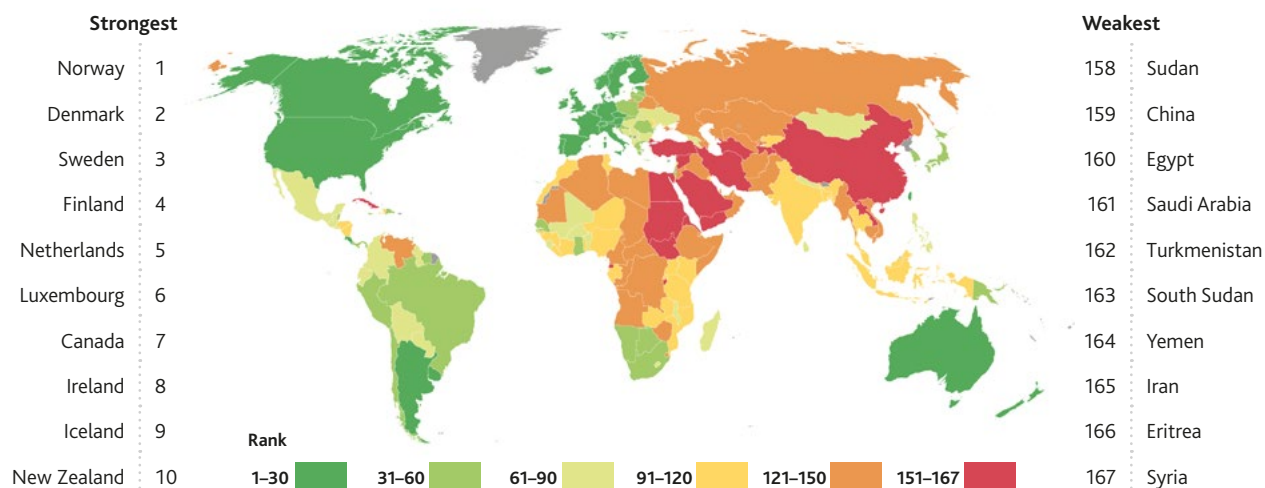 Strongest
Norway 1
Denmark 2
Sweden 3
Finland 4
Netherlands 5
Luxembourg 6
Canada 7
Ireland 8
Iceland 9
New Zealand 10
Rank
1–30
31–60
61–90
91–120
121–150
151–167
Weakest
158 Sudan
159 China
160 Egypt
161 Saudi Arabia
162 Turkmenistan
163 South Sudan
164 Yemen
165 Iran
166 Eritrea
167 Syria